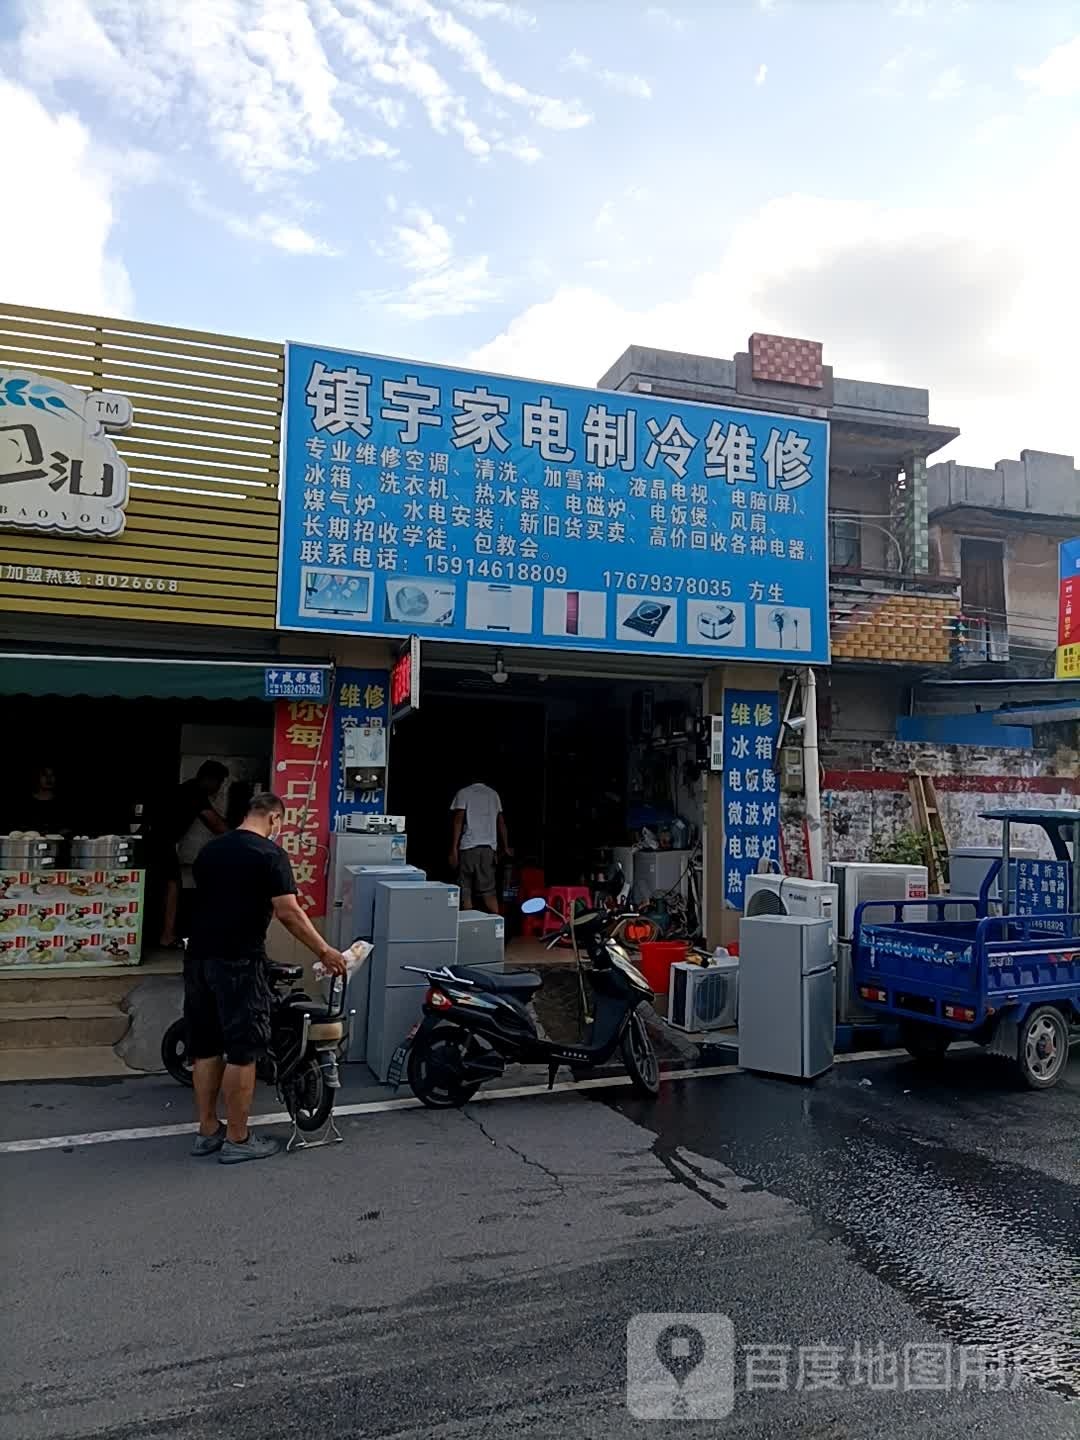 镇宇家电制冷维修
专业维修空调、清洗、加雪种、液晶电视、电脑(屏)、
冰箱、洗衣机、热水器、电磁炉、电饭煲、风扇、
煤气炉、水电安装；新旧货买卖、高价回收各种电器，
长期招收学徒，包教会。
联系电话：15914618809 17679378035 方生
TM
油
BAOYOU
加盟热线:8026668
13824757902
你每一口吃的放心
维修
空调
清洗
维修
冰箱
电饭煲
微波炉
电磁炉
热
空调拆装
清洗加雪种
二手电器
百度地图用户